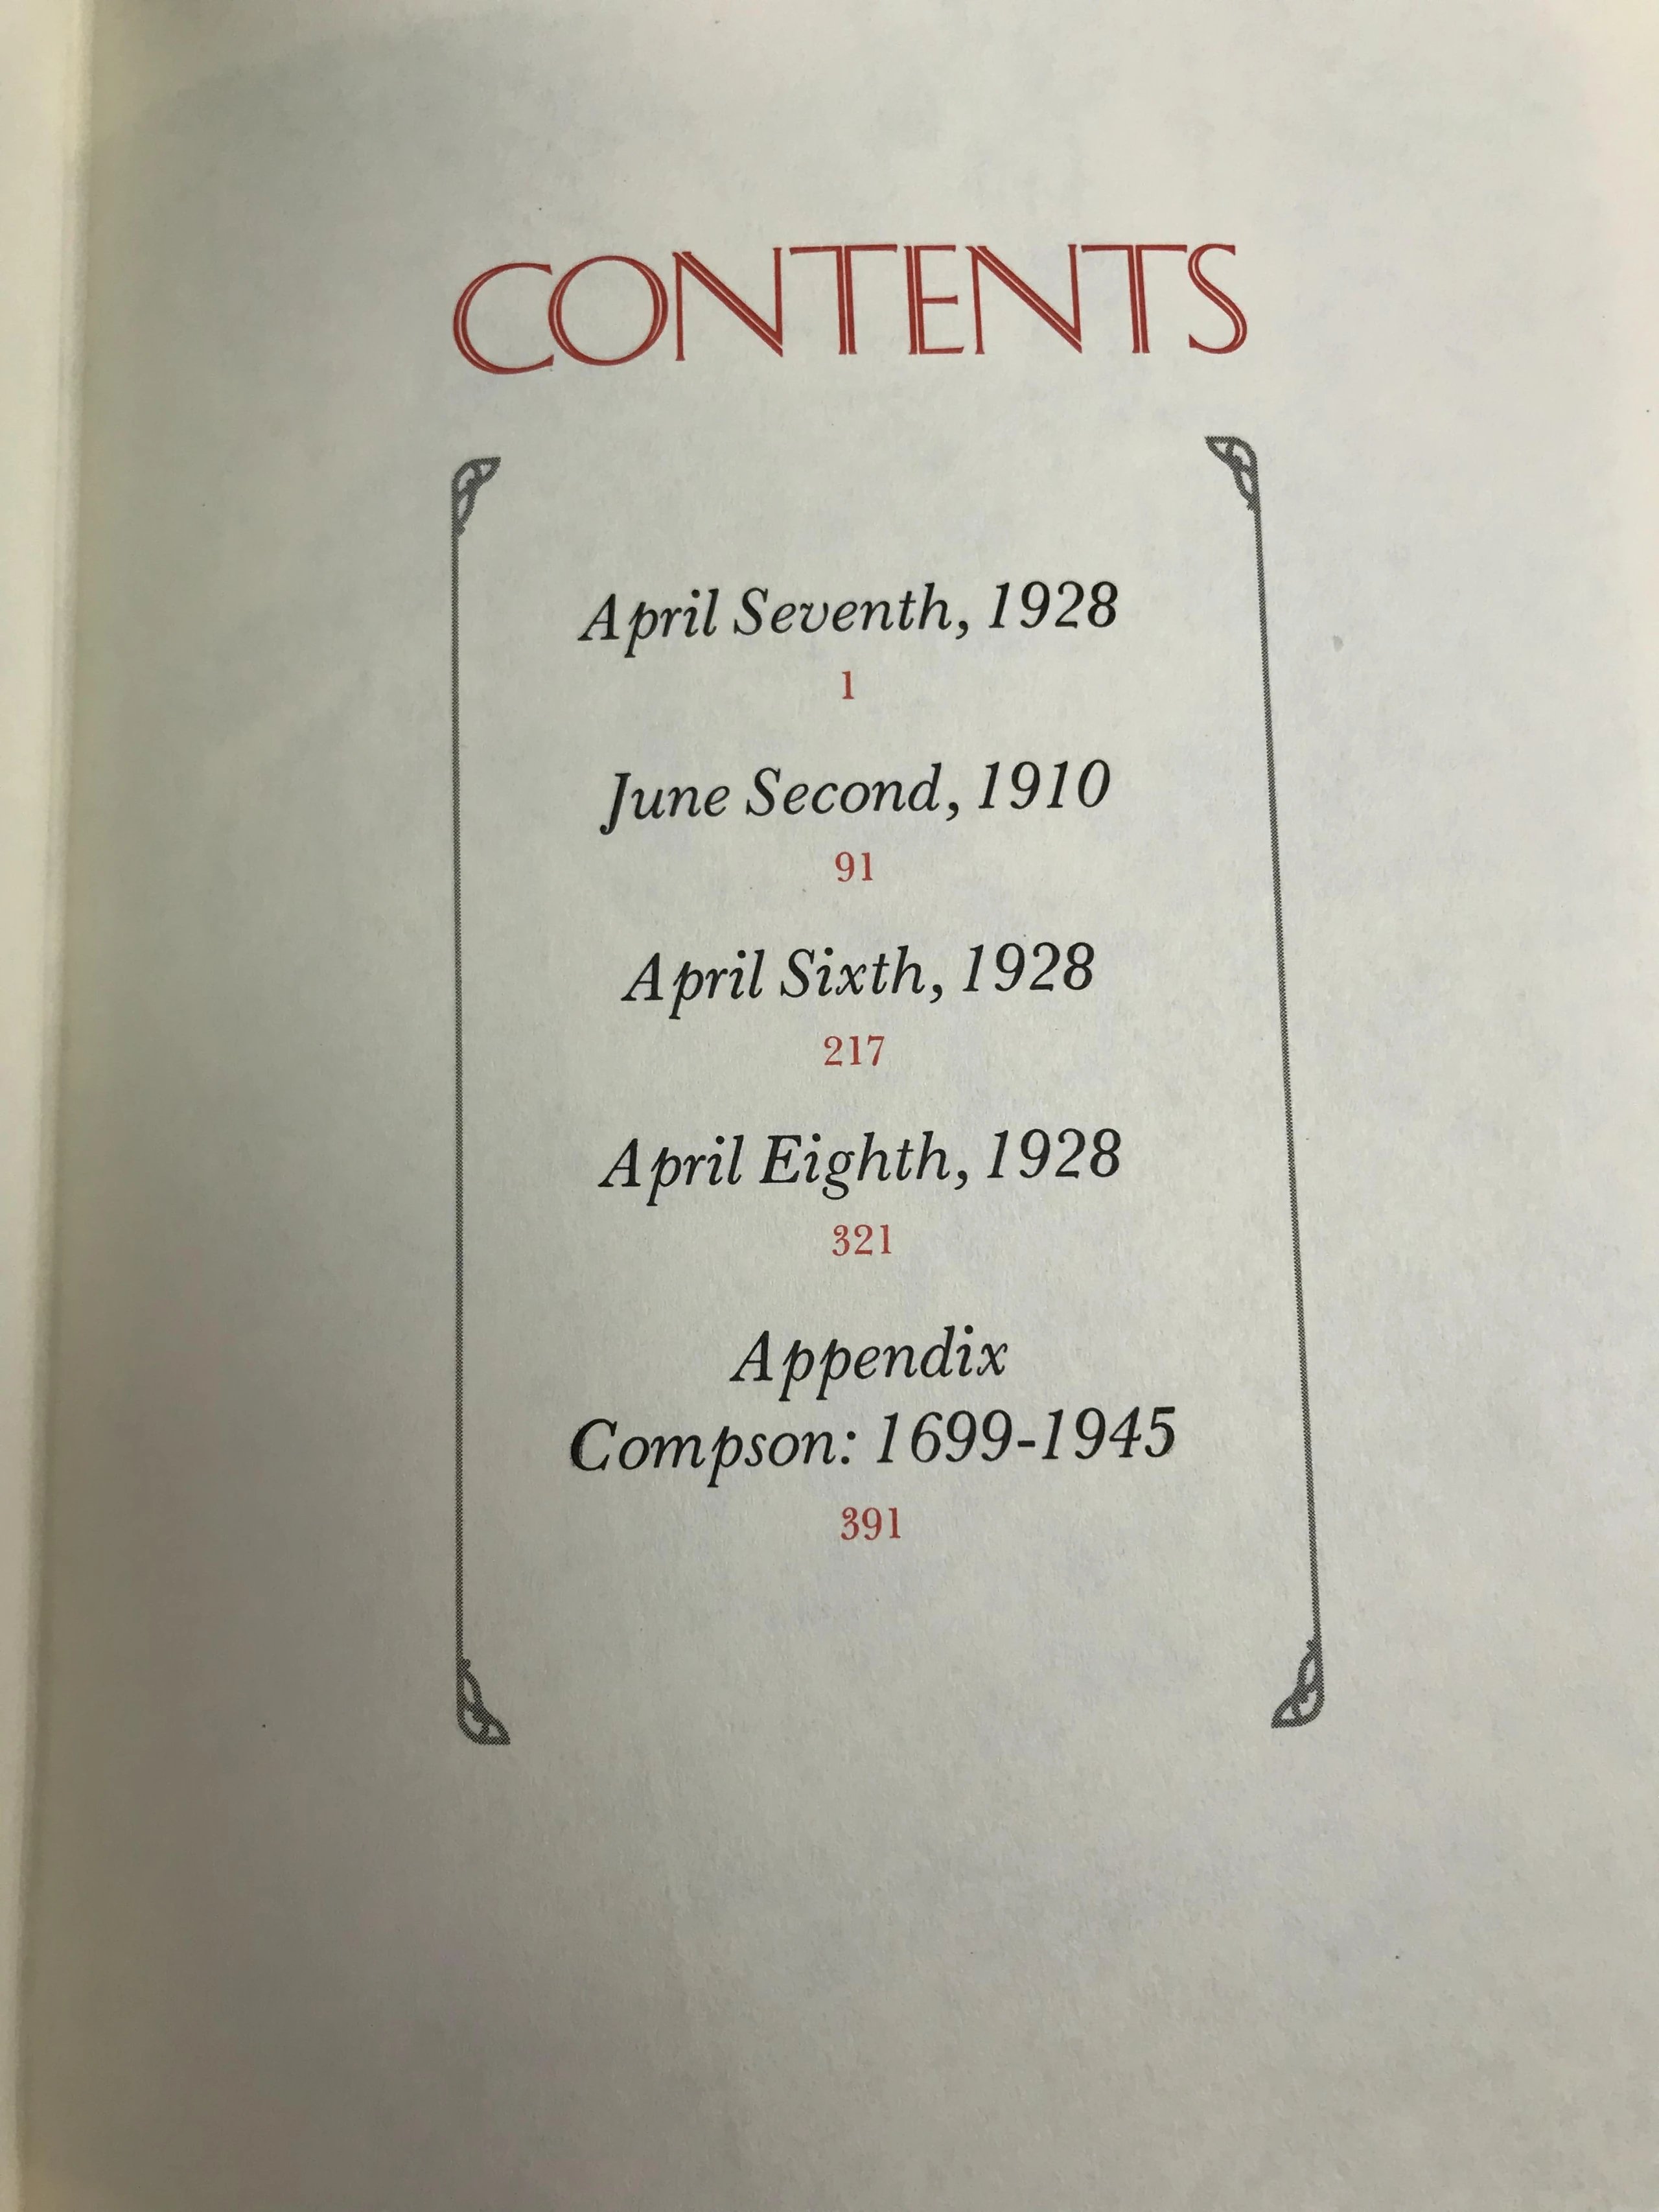 CONTENTS
April Seventh, 1928
1
June Second, 1910
91
April Sixth, 1928
217
April Eighth, 1928
321
Appendix
Compson: 1699-1945
391